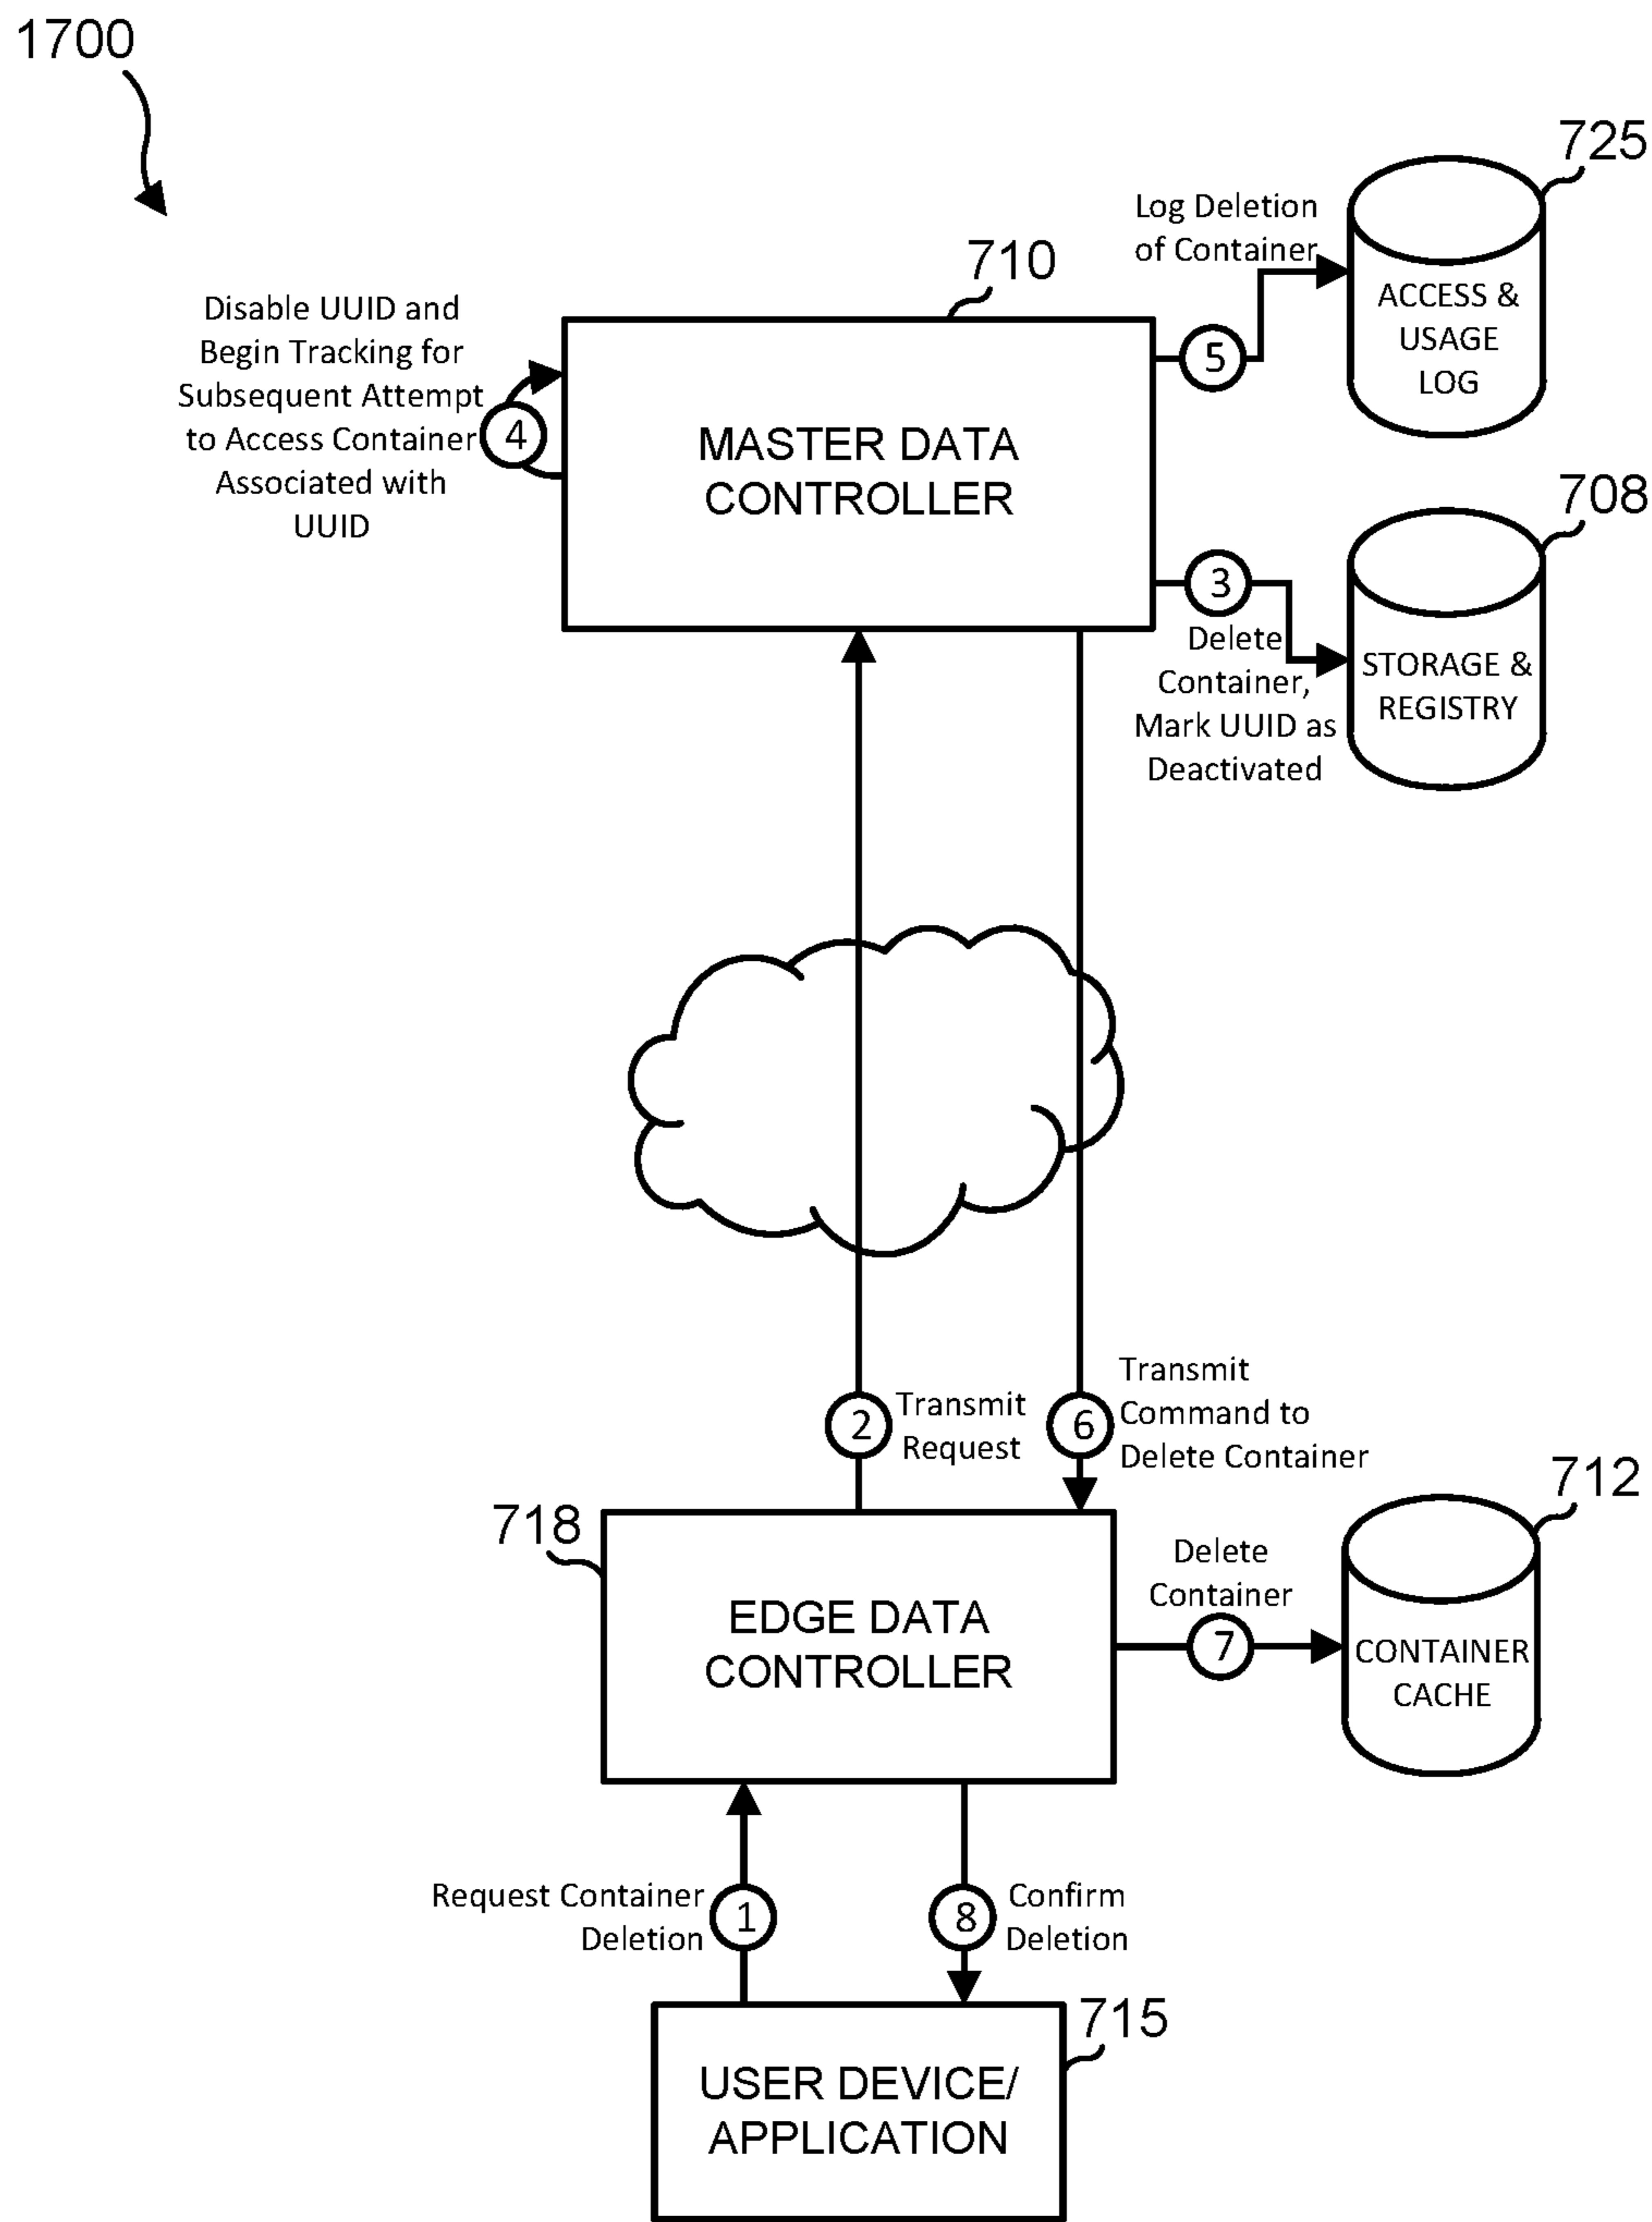 1700
725
Log Deletion
of Container
710
ACCESS &
USAGE
LOG
5
Disable UUID and
Begin Tracking for
Subsequent Attempt
to Access Container
Associated with
UUID
4
MASTER DATA
CONTROLLER
708
3
Delete
Container,
Mark UUID as
Deactivated
STORAGE &
REGISTRY
2
Transmit
Request
6
Transmit
Command to
Delete Container
712
718
Delete
Container
7
EDGE DATA
CONTROLLER
CONTAINER
CACHE
Request Container
Deletion
1
8
Confirm
Deletion
715
USER DEVICE/
APPLICATION